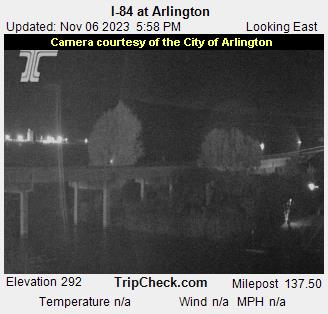 I-84 at Arlington
Updated: Nov 06 2023 5:58 PM Looking East
Camera courtesy of the City of Arlington
Elevation 292 TripCheck.com Milepost 137.50
Temperature n/a Wind n/a MPH n/a